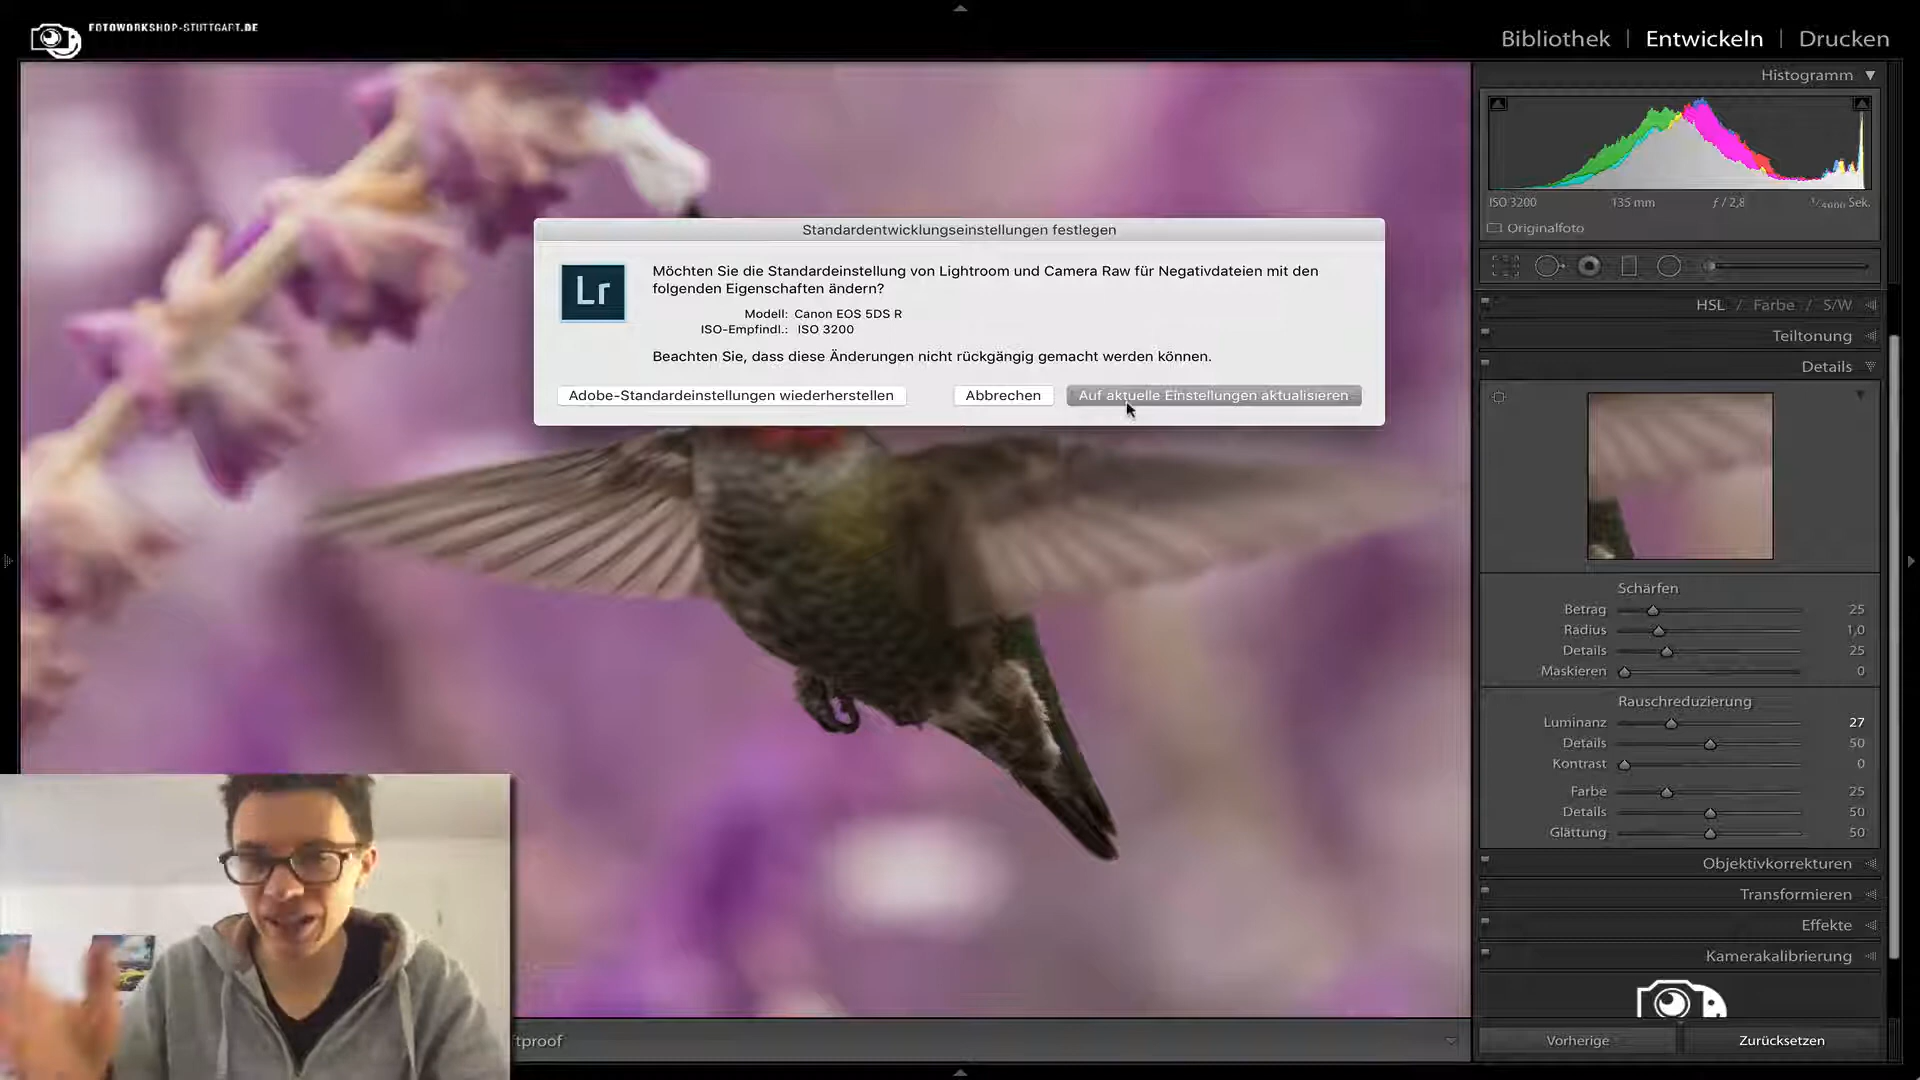 FOTOWORKSHOP-STUTTGART.DE
Bibliothek | Entwickeln | Drucken
Histogramm
ISO 3200 135 mm f / 2,8 1/4000 Sek.
Originalfoto
Standardentwicklungseinstellungen festlegen
Lr
Möchten Sie die Standardeinstellung von Lightroom und Camera Raw für Negativdateien mit den
folgenden Eigenschaften ändern?
Modell: Canon EOS 5DS R
ISO-Empfindl.: ISO 3200
Beachten Sie, dass diese Änderungen nicht rückgängig gemacht werden können.
Adobe-Standardeinstellungen wiederherstellen Abbrechen Auf aktuelle Einstellungen aktualisieren
HSL / Farbe / S/W
Teiltonung
Details
Schärfen
Betrag 25
Radius 1,0
Details 25
Maskieren 0
Rauschreduzierung
Luminanz 27
Details 50
Kontrast 0
Farbe 25
Details 50
Glättung 50
Objektivkorrekturen
Transformieren
Effekte
Kamerakalibrierung
tproof
Vorherige Zurücksetzen